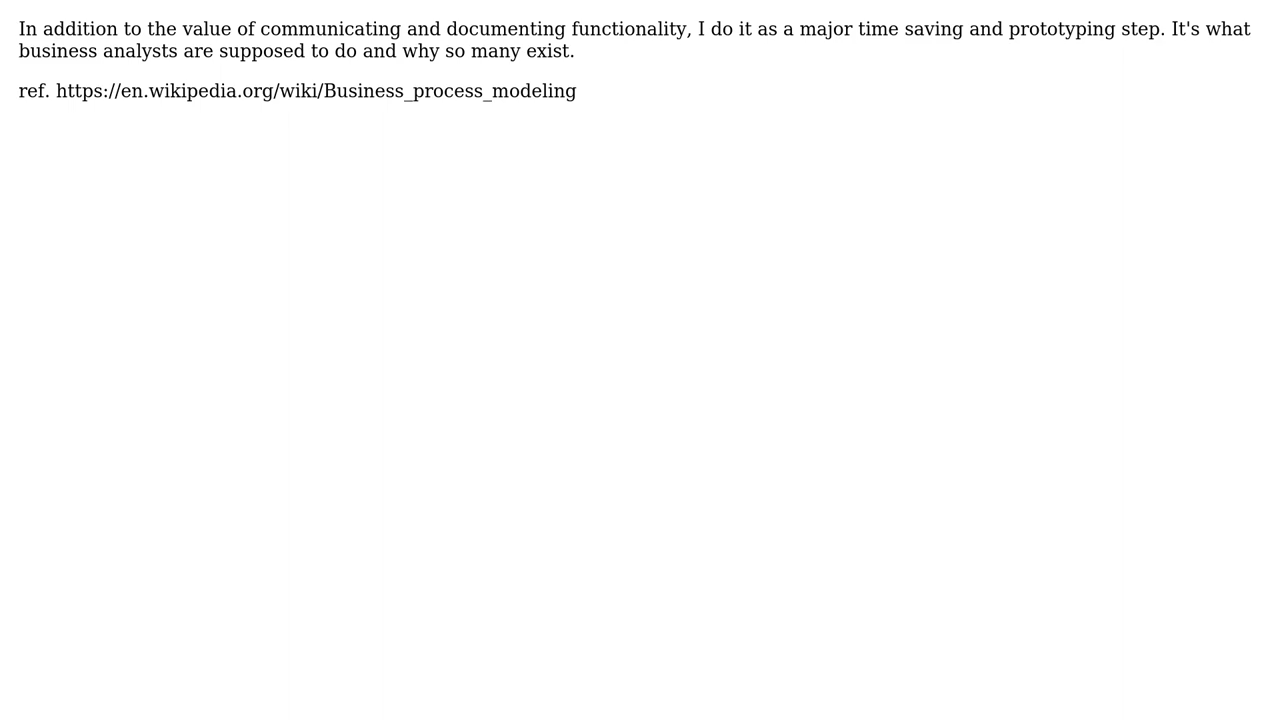 In addition to the value of communicating and documenting functionality, I do it as a major time saving and prototyping step. It's what
business analysts are supposed to do and why so many exist.
ref. https://en.wikipedia.org/wiki/Business_process_modeling